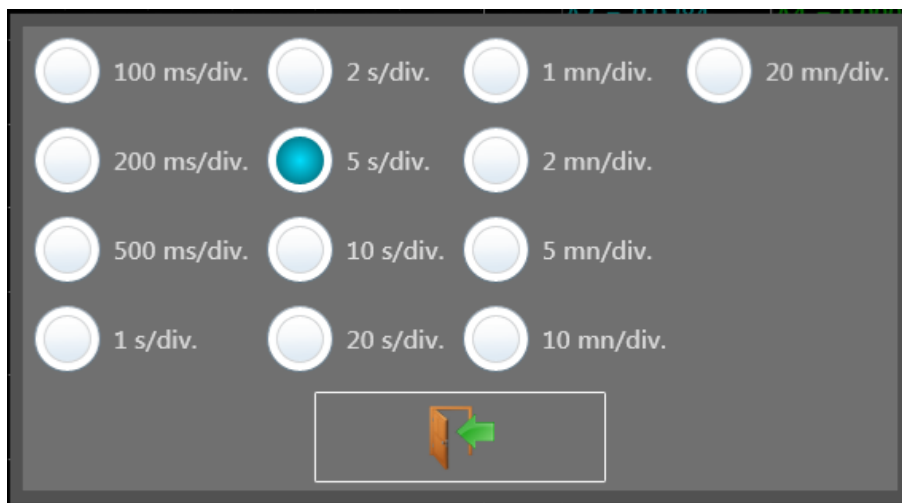 100 ms/div. 2 s/div. 1 mn/div. 20 mn/div.
200 ms/div. 5 s/div. 2 mn/div.
500 ms/div. 10 s/div. 5 mn/div.
1 s/div. 20 s/div. 10 mn/div.